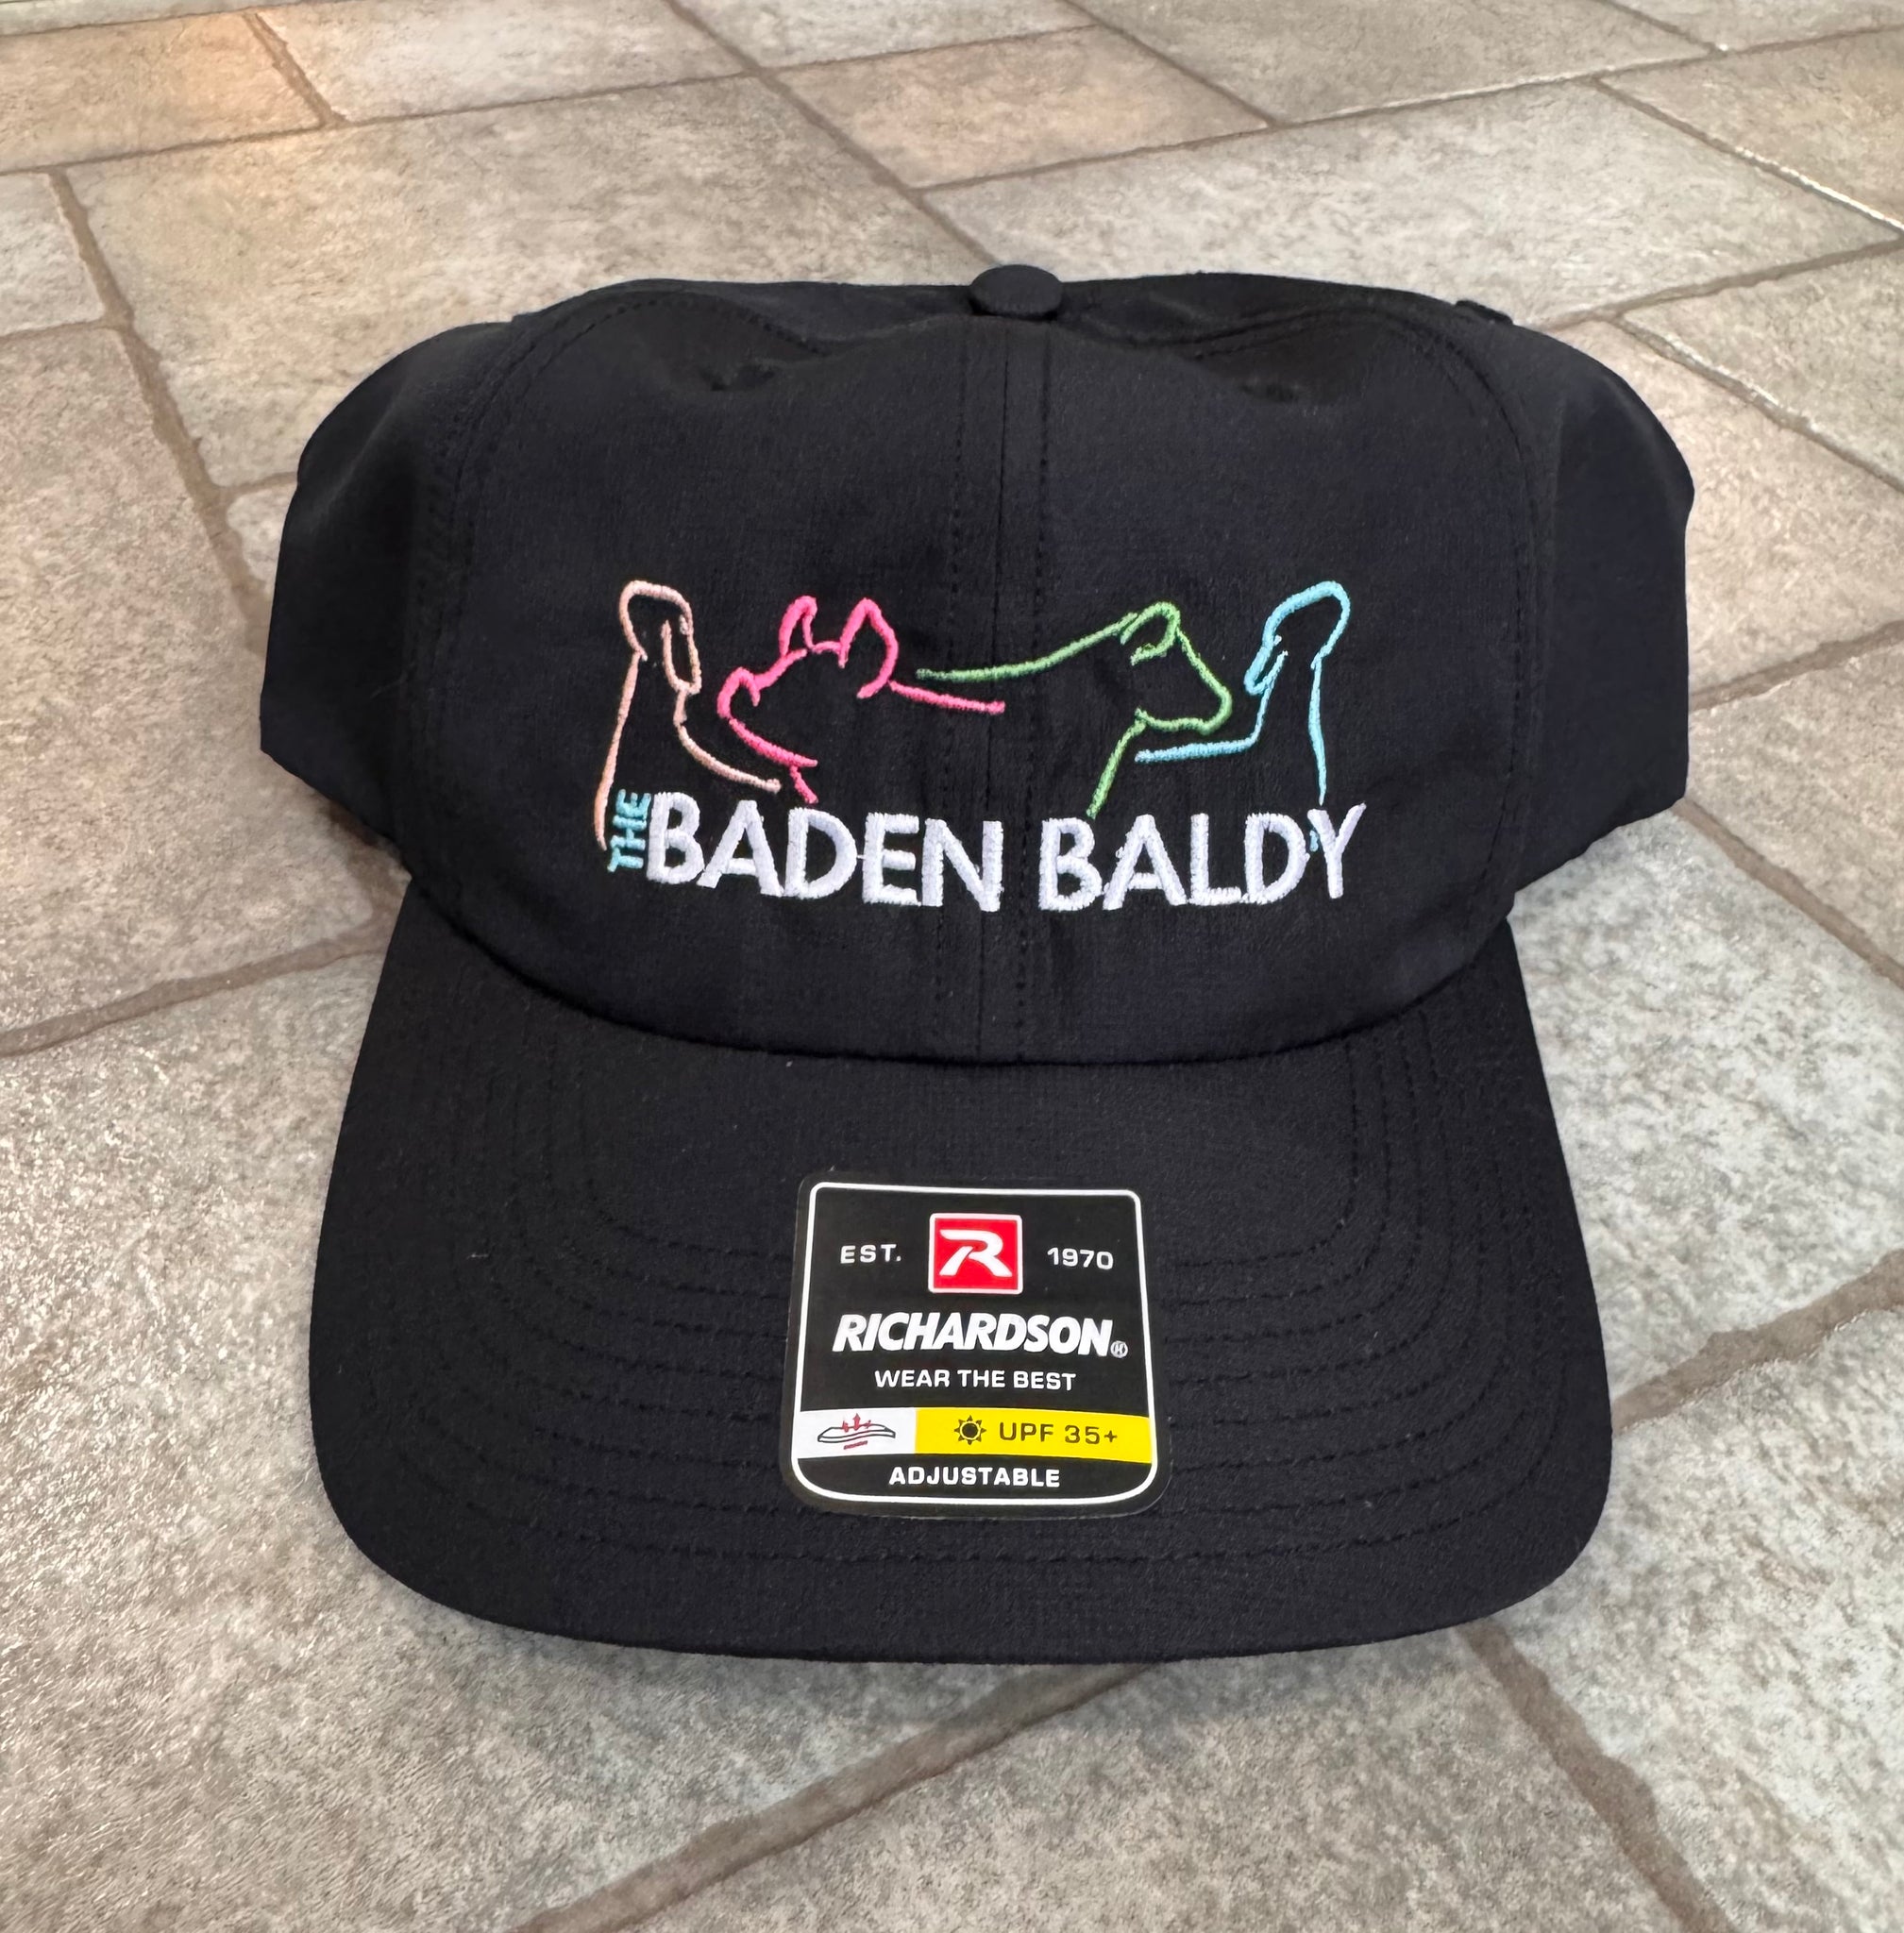 THE
BADEN BALDY
EST. R 1970
RICHARDSON®
WEAR THE BEST
UPF 35+
ADJUSTABLE